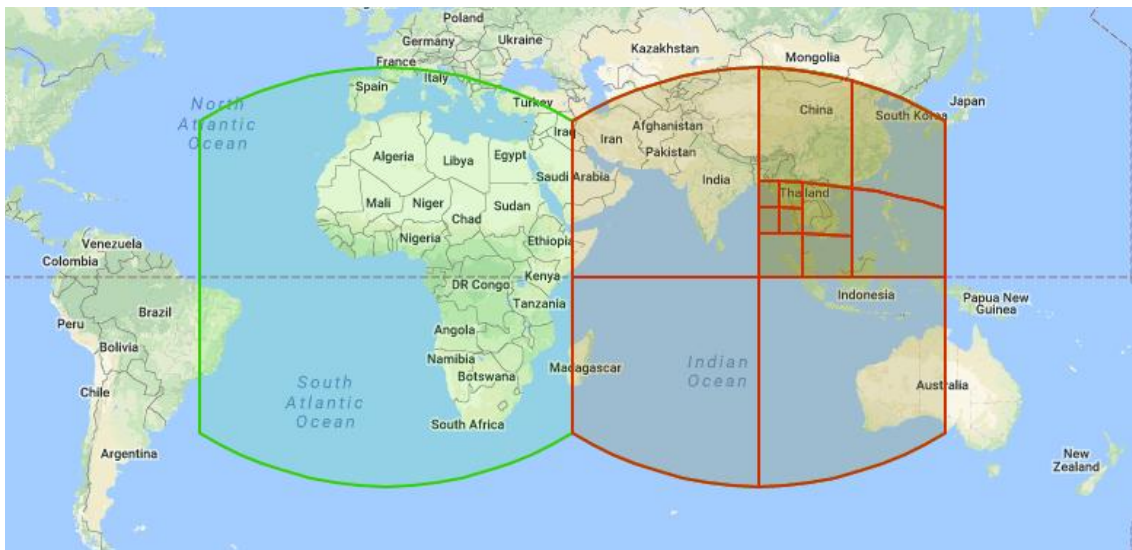 Poland
Germany
Ukraine
Kazakhstan
Mongolia
France
Italy
Spain
Turkey
North
Atlantic
Ocean
China
Japan
South Korea
Iraq
Iran
Afghanistan
Pakistan
Algeria
Libya
Egypt
Saudi Arabia
India
Thailand
Mali
Niger
Chad
Sudan
Nigeria
Ethiopia
Venezuela
Colombia
DR Congo
Kenya
Tanzania
Indonesia
Papua New
Guinea
Brazil
Peru
Bolivia
Angola
Namibia
Botswana
Madagascar
Indian
Ocean
Australia
Chile
South
Atlantic
Ocean
South Africa
Argentina
New
Zealand